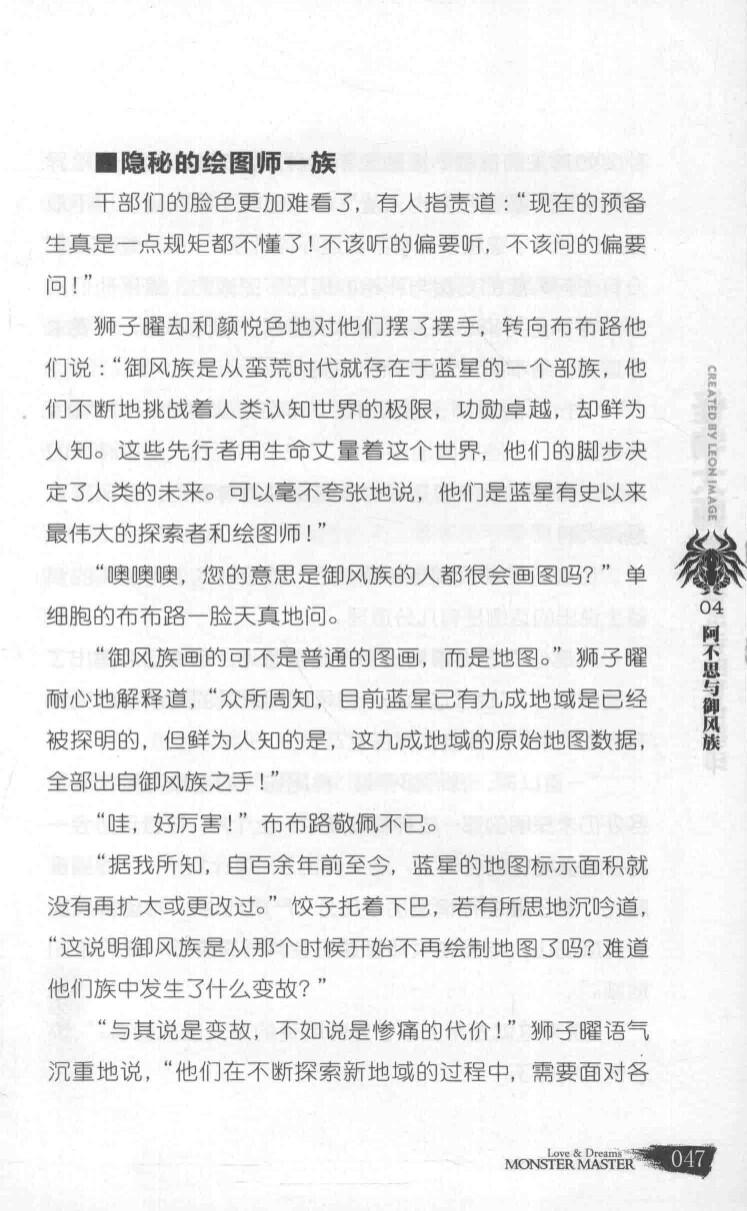 ■隐秘的绘图师一族
干部们的脸色更加难看了，有人指责道：“现在的预备
生真是一点规矩都不懂了！不该听的偏要听，不该问的偏要
问！”
狮子曜却和颜悦色地对他们摆了摆手，转向布布路他
们说：“御风族是从蛮荒时代就存在于蓝星的一个部族，他
们不断地挑战着人类认知世界的极限，功勋卓越，却鲜为
人知。这些先行者用生命丈量着这个世界，他们的脚步决
定了人类的未来。可以毫不夸张地说，他们是蓝星有史以来
最伟大的探索者和绘图师！”
“噢噢噢，您的意思是御风族的人都很会画图吗？”单
细胞的布布路一脸天真地问。
“御风族画的可不是普通的图画，而是地图。”狮子曜
耐心地解释道，“众所周知，目前蓝星已有九成地域是已经
被探明的，但鲜为人知的是，这九成地域的原始地图数据，
全部出自御风族之手！”
“哇，好厉害！”布布路敬佩不已。
“据我所知，自百余年前至今，蓝星的地图标示面积就
没有再扩大或更改过。”饺子托着下巴，若有所思地沉吟道，
“这说明御风族是从那个时候开始不再绘制地图了吗？难道
他们族中发生了什么变故？”
“与其说是变故，不如说是惨痛的代价！”狮子曜语气
沉重地说，“他们在不断探索新地域的过程中，需要面对各
CREATED BY LEON IMAGE
04
阿不思与御风族
Love & Dreams
MONSTER MASTER
047